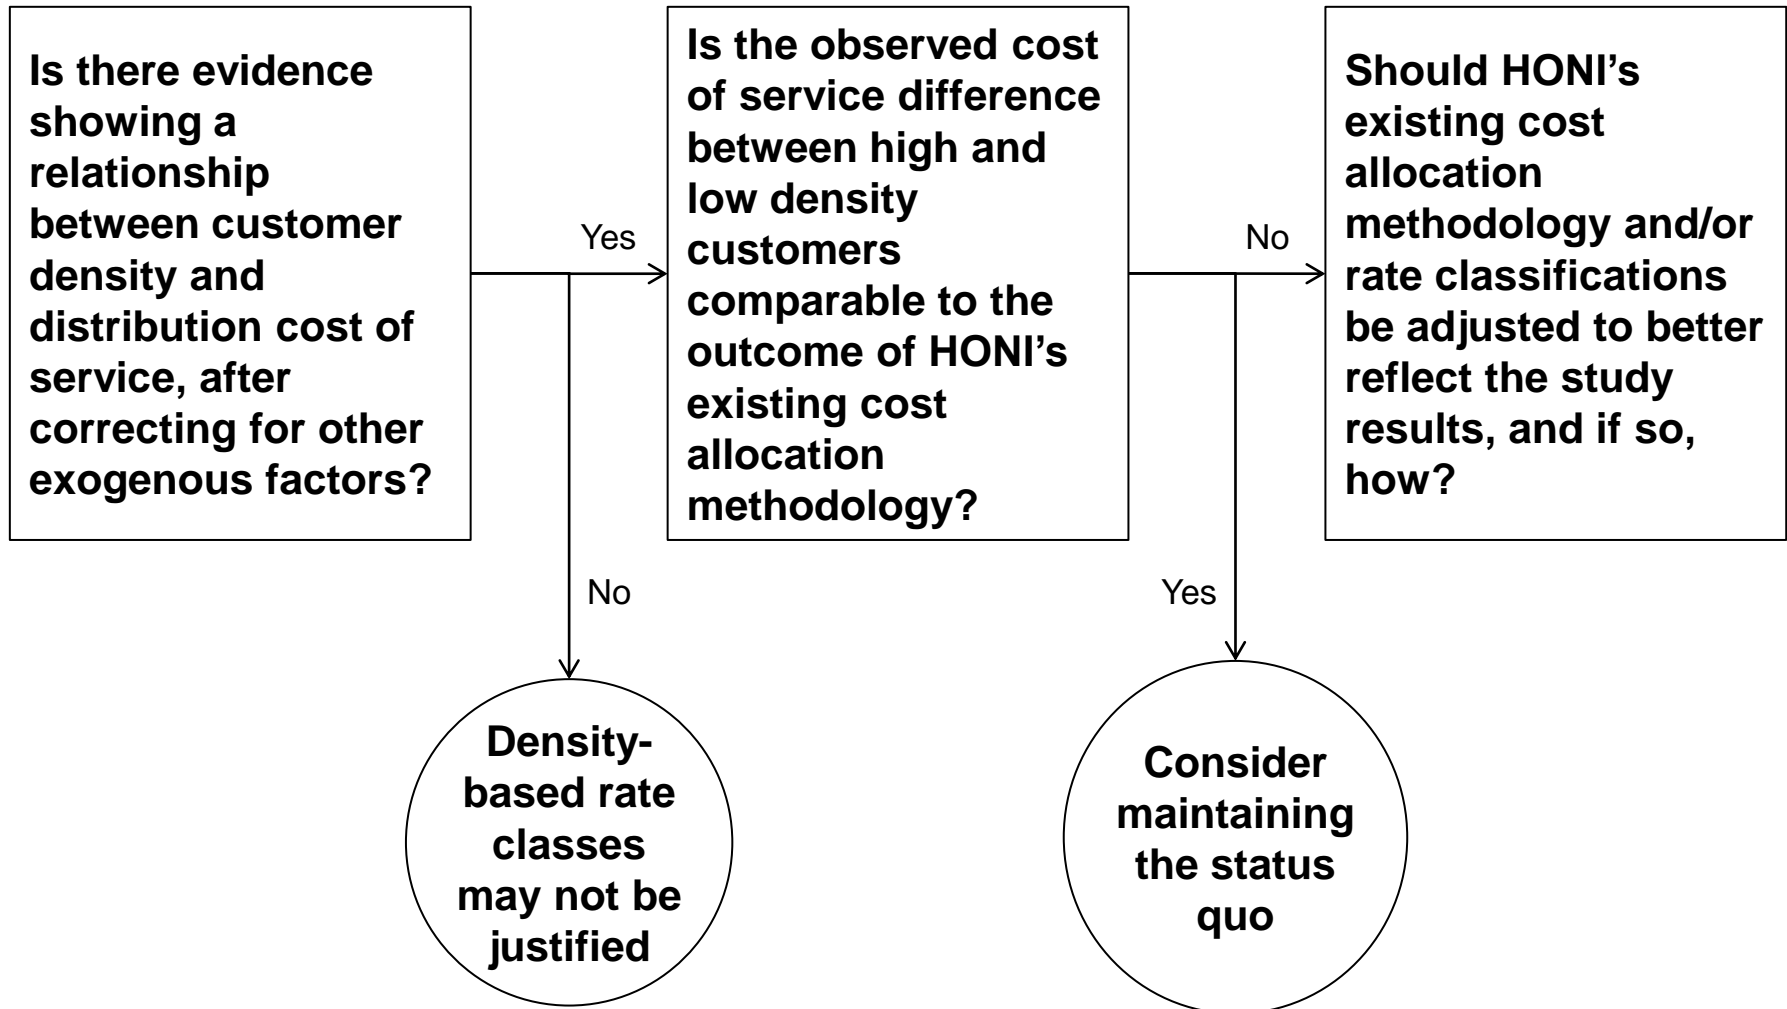 Is there evidence
showing a
relationship
between customer
density and
distribution cost of
service, after
correcting for other
exogenous factors?
Yes
Is the observed cost
of service difference
between high and
low density
customers
comparable to the
outcome of HONI’s
existing cost
allocation
methodology?
No
Should HONI’s
existing cost
allocation
methodology and/or
rate classifications
be adjusted to better
reflect the study
results, and if so,
how?
No
Yes
Density-
based rate
classes
may not be
justified
Consider
maintaining
the status
quo